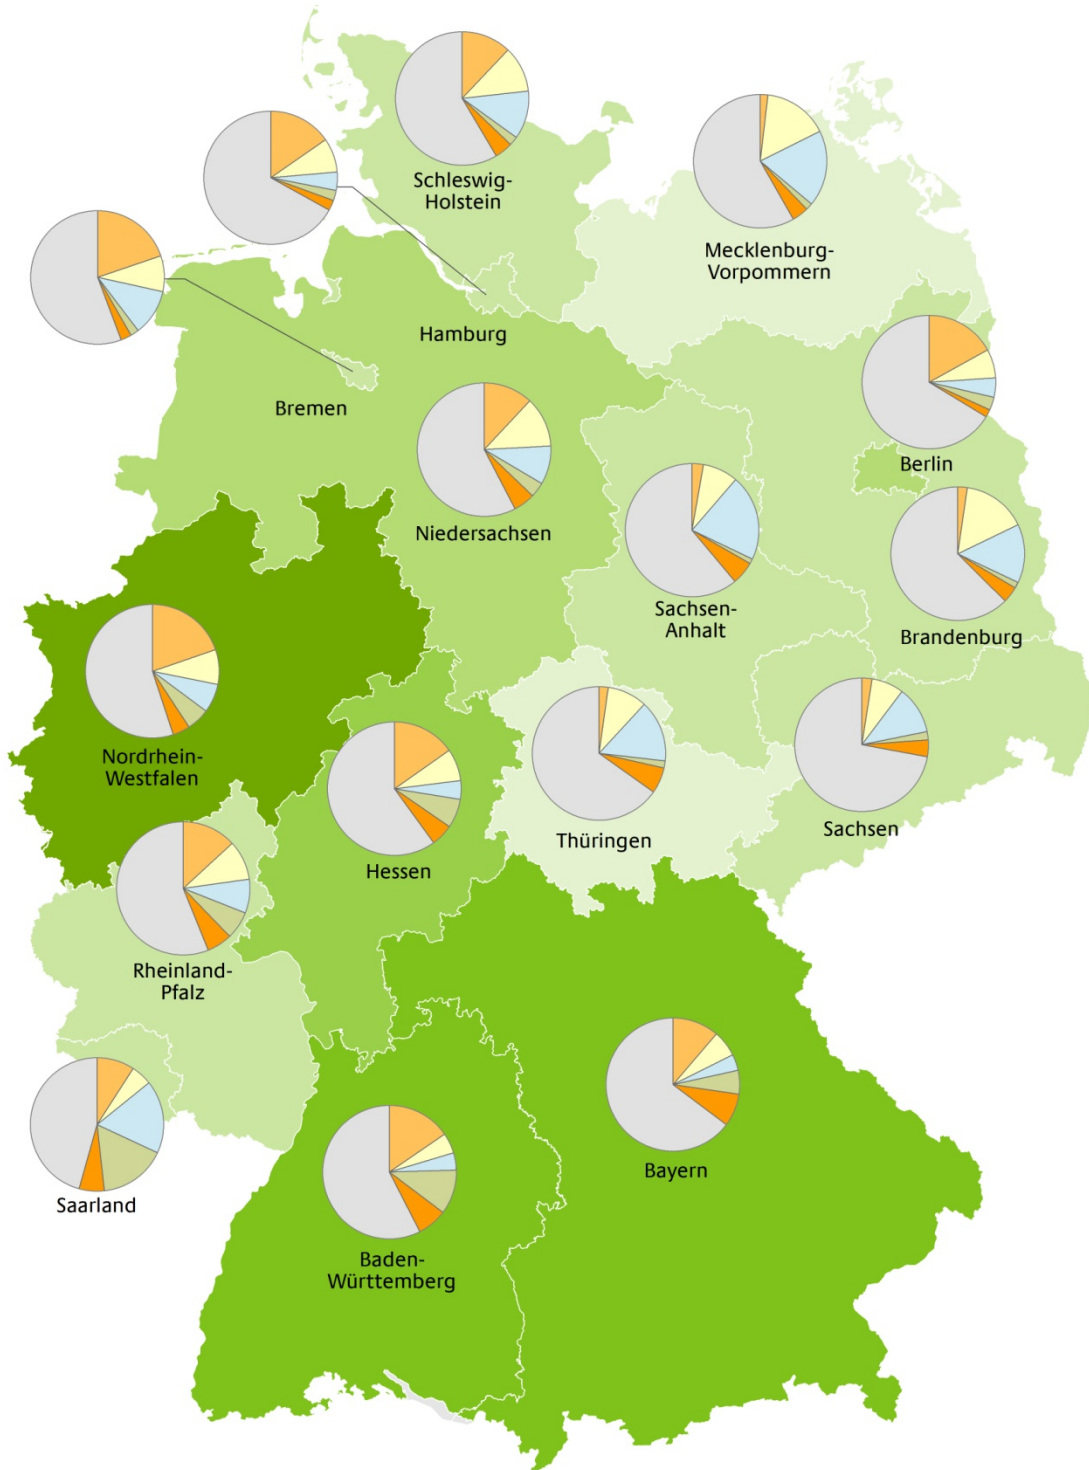 Schleswig-
Holstein
Mecklenburg-
Vorpommern
Hamburg
Bremen
Berlin
Niedersachsen
Sachsen-
Anhalt
Brandenburg
Nordrhein-
Westfalen
Hessen
Thüringen
Sachsen
Rheinland-
Pfalz
Saarland
Bayern
Baden-
Württemberg